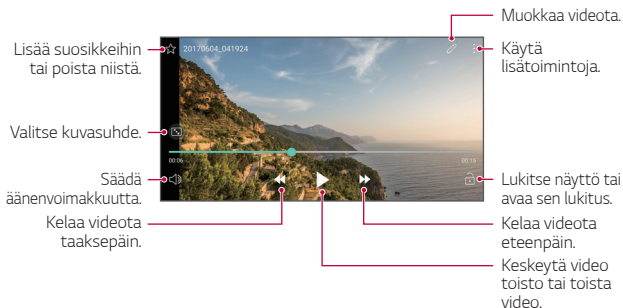 Muokkaa videota.
Lisää suosikkeihin
tai poista niistä.
20170604_041924
Käytä
lisätoimintoja.
Valitse kuvasuhde.
00:06
00:15
Säädä
äänenvoimakkuutta.
Lukitse näyttö tai
avaa sen lukitus.
Kelaa videota
taaksepäin.
Kelaa videota
eteenpäin.
Keskeytä video
toisto tai toista
video.